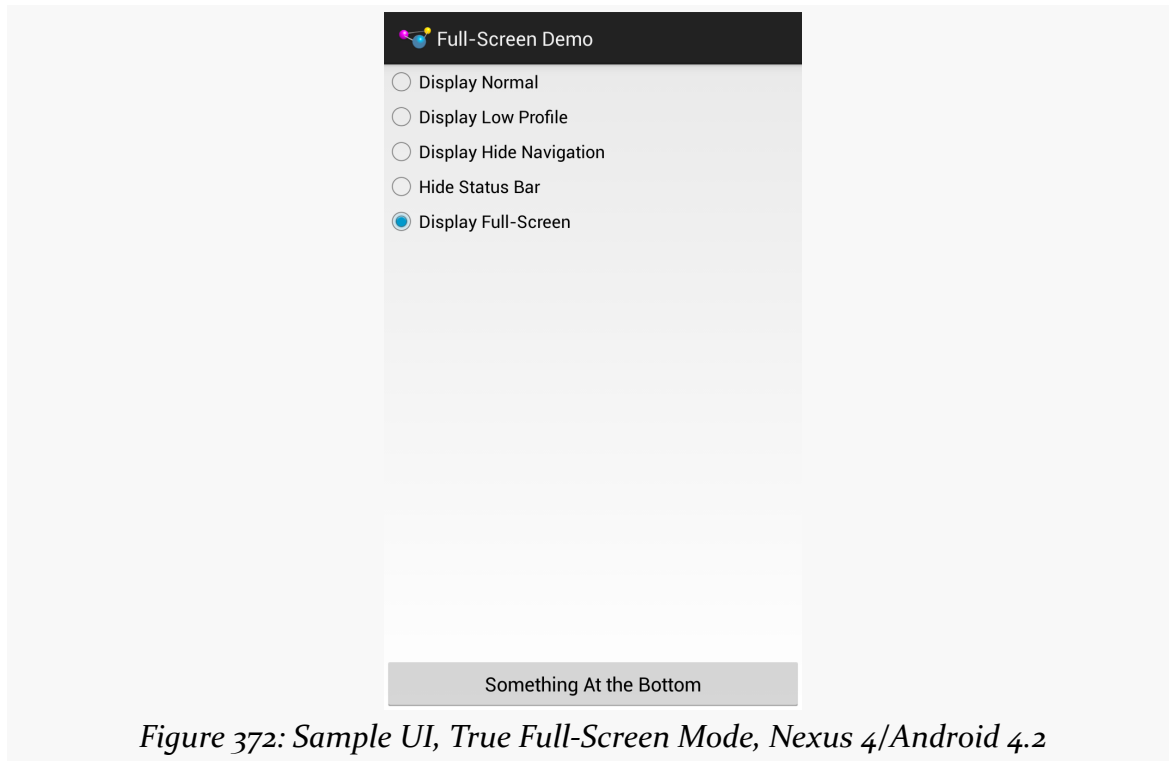 Full-Screen Demo
Display Normal
Display Low Profile
Display Hide Navigation
Hide Status Bar
Display Full-Screen
Something At the Bottom
Figure 372: Sample UI, True Full-Screen Mode, Nexus 4/Android 4.2